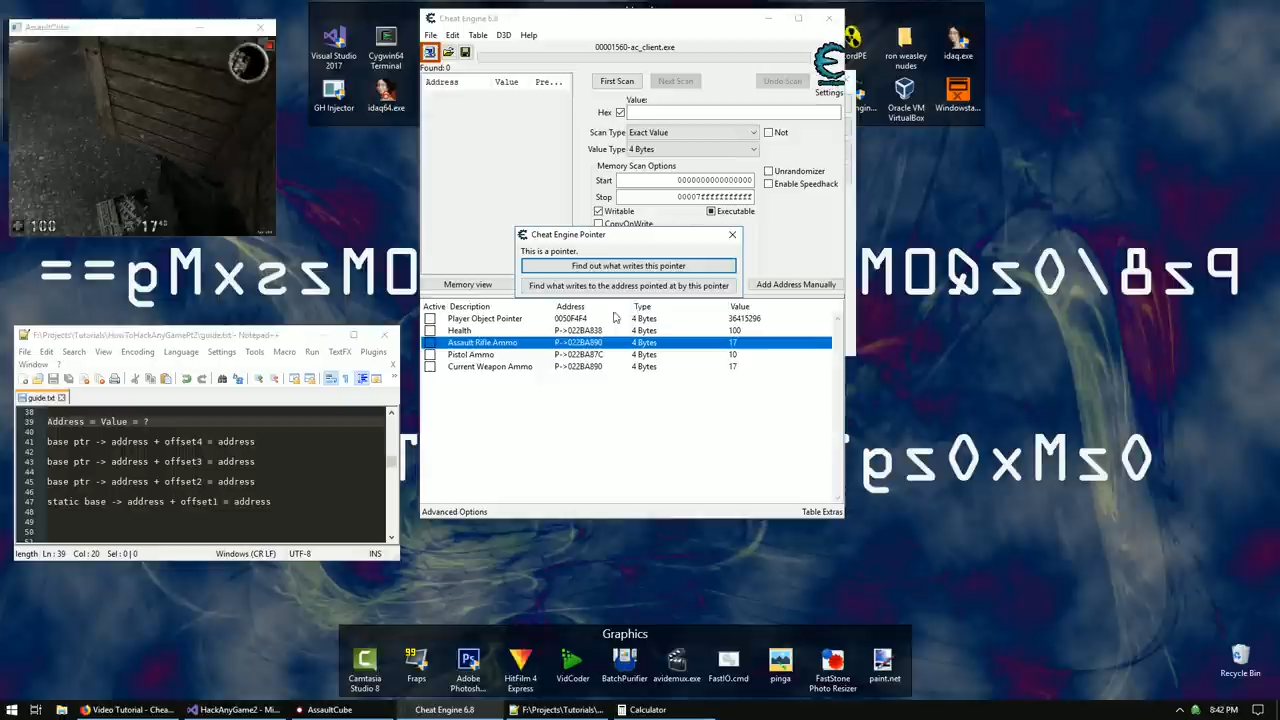 AssaultCube
100
17
Visual Studio 2017
Cygwin64 Terminal
GH Injector
idaq64.exe
Cheat Engine 6.8
File Edit Table D3D Help
00001560-ac_client.exe
Found: 0
Address Value Pre...
First Scan Next Scan Undo Scan
Settings
Value:
Hex
Scan Type Exact Value
Not
Value Type 4 Bytes
Memory Scan Options
Start 0000000000000000
Stop 00007fffffffffff
Unrandomizer
Enable Speedhack
Writable Executable
CopyOnWrite
Cheat Engine Pointer
This is a pointer.
Find out what writes this pointer
Find what writes to the address pointed at by this pointer
Memory view
Add Address Manually
Active Description Address Type Value
Player Object Pointer 0050F4F4 4 Bytes 36415296
Health P->022BA838 4 Bytes 100
Assault Rifle Ammo P->022BA890 4 Bytes 17
Pistol Ammo P->022BA87C 4 Bytes 10
Current Weapon Ammo P->022BA890 4 Bytes 17
Advanced Options
Table Extras
ron weasley nudes
idaq.exe
Oracle VM VirtualBox
Windowsta...
F:\Projects\Tutorials\HowToHackAnyGamePt2\guide.txt - Notepad++
File Edit Search View Encoding Language Settings Tools Macro Run TextFX Plugins
Window ?
guide.txt
38
39 Address = Value = ?
40
41 base ptr -> address + offset4 = address
42
43 base ptr -> address + offset3 = address
44
45 base ptr -> address + offset2 = address
46
47 static base -> address + offset1 = address
48
49
50
length Ln : 39 Col : 20 Sel : 0 | 0 Windows (CR LF) UTF-8 INS
Graphics
Camtasia Studio 8
Fraps
Adobe Photosh...
HitFilm 4 Express
VidCoder
BatchPurifier
avidemux.exe
FastIO.cmd
pinga
FastStone Photo Resizer
paint.net
Recycle Bin
Video Tutorial - Chea...
HackAnyGame2 - Mi...
AssaultCube
Cheat Engine 6.8
F:\Projects\Tutorials\...
Calculator
8:42 PM